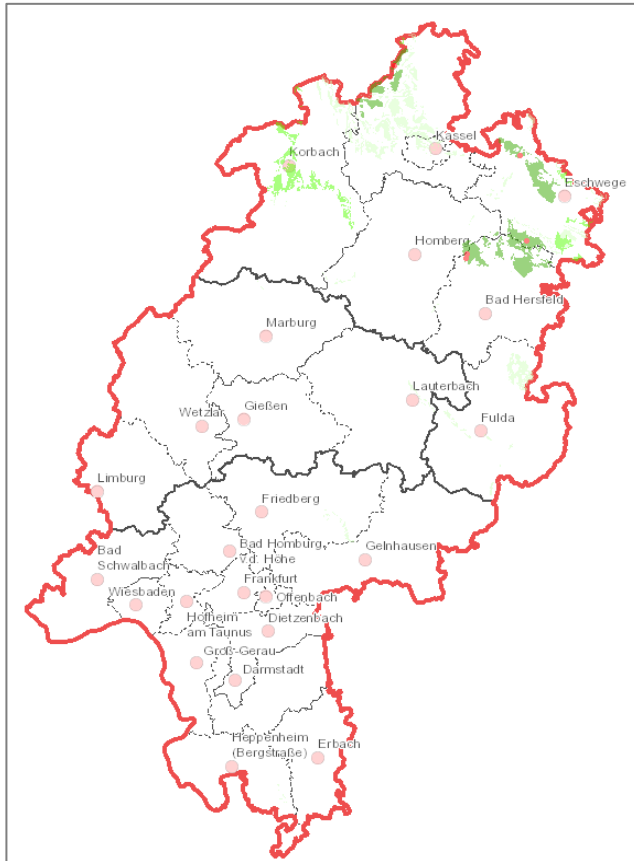 Kassel
Korbach
Eschwege
Homberg
Bad Hersfeld
Marburg
Lauterbach
Gießen
Wetzlar
Fulda
Limburg
Friedberg
Bad Homburg
v.d. Höhe
Gelnhausen
Bad
Schwalbach
Wiesbaden
Frankfurt
Offenbach
Hofheim
am Taunus
Dietzenbach
Groß-Gerau
Darmstadt
Heppenheim
(Bergstraße)
Erbach